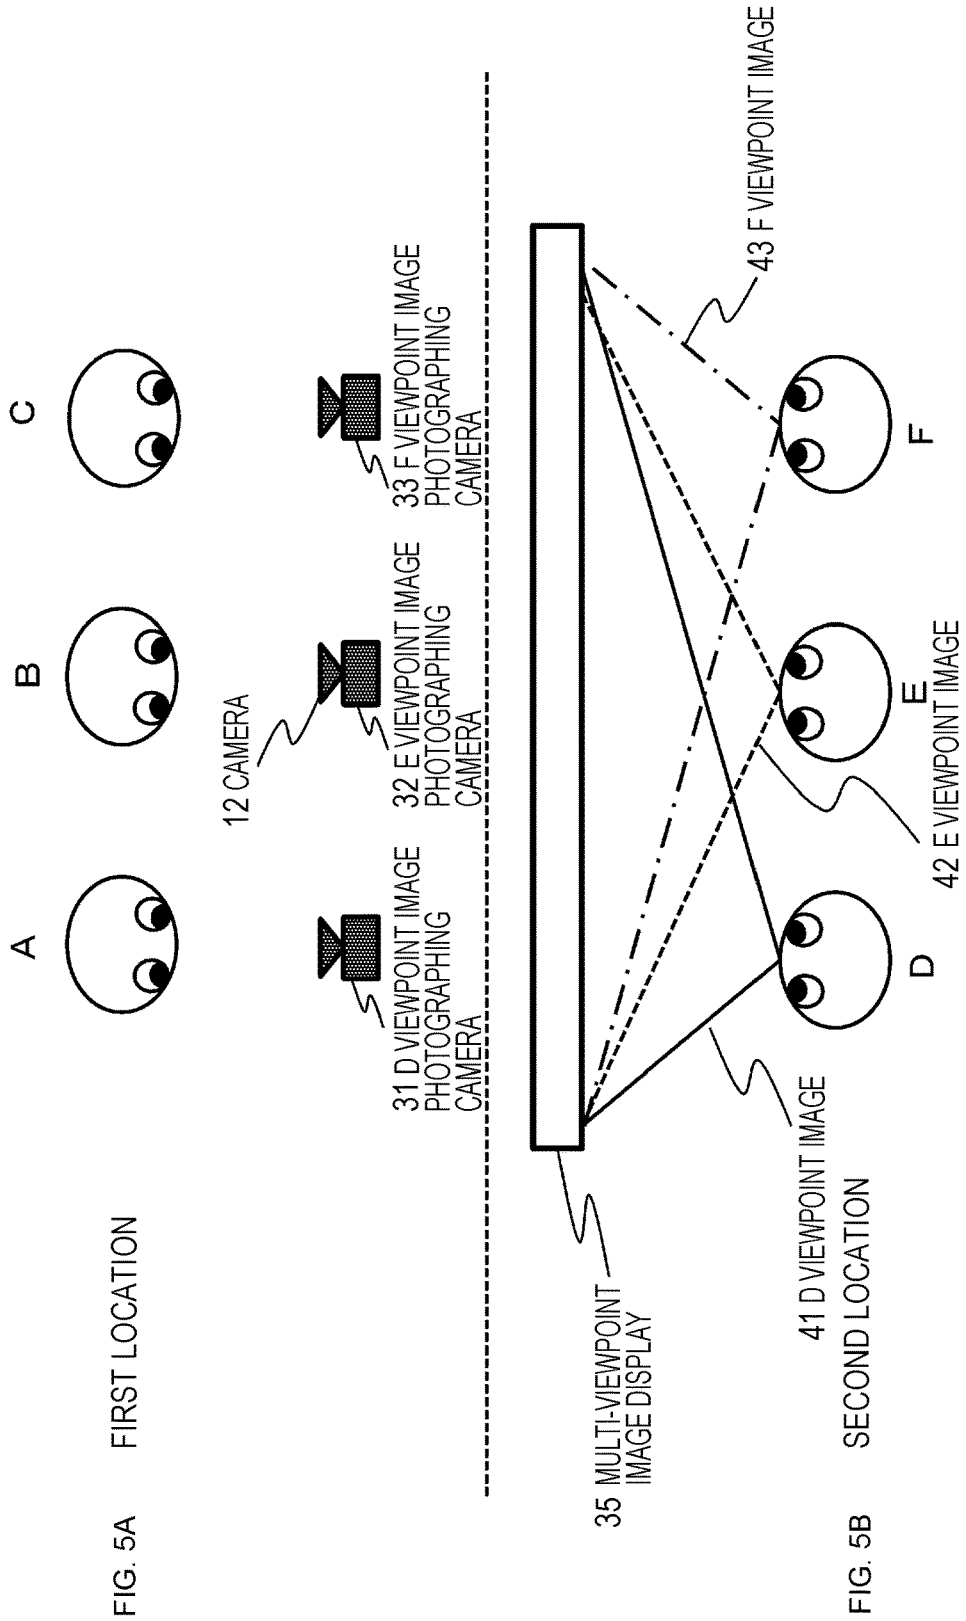 FIG. 5A
FIRST LOCATION
A
B
C
12 CAMERA
31 D VIEWPOINT IMAGE
PHOTOGRAPHING
CAMERA
32 E VIEWPOINT IMAGE
PHOTOGRAPHING
CAMERA
33 F VIEWPOINT IMAGE
PHOTOGRAPHING
CAMERA
35 MULTI-VIEWPOINT
IMAGE DISPLAY
43 F VIEWPOINT IMAGE
41 D VIEWPOINT IMAGE
FIG. 5B
SECOND LOCATION
D
E
F
42 E VIEWPOINT IMAGE